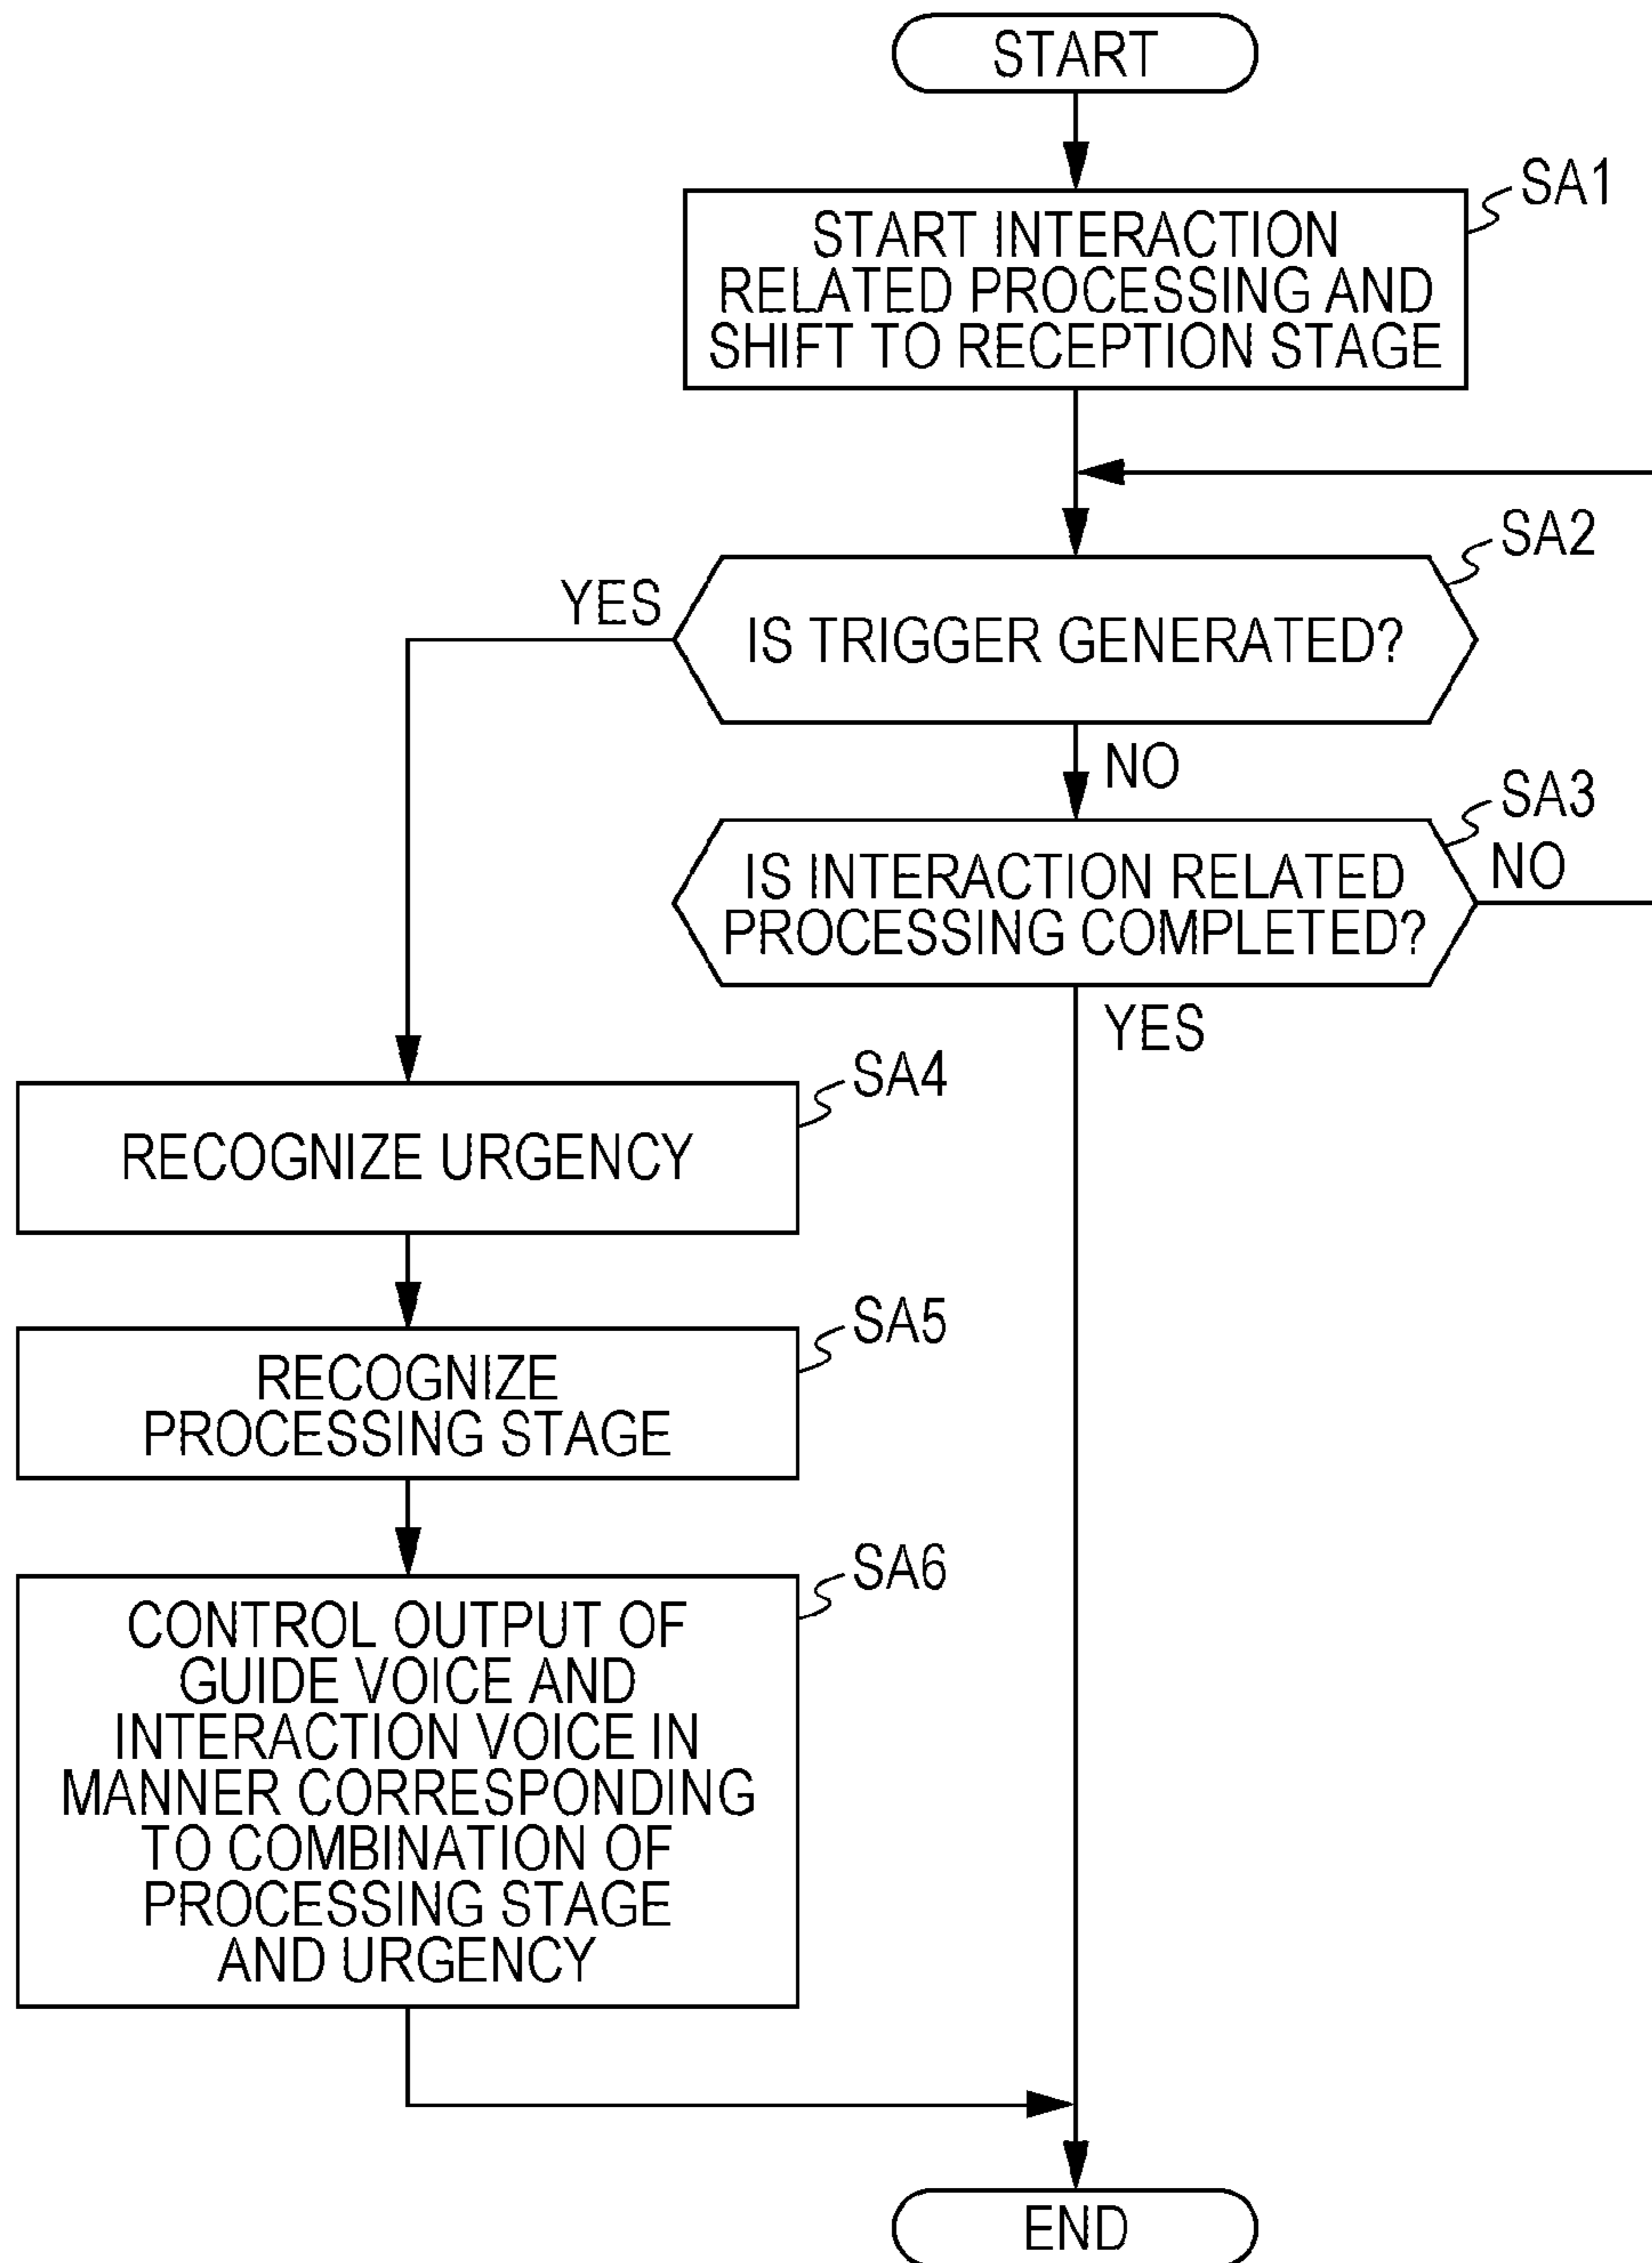 START
SA1
START INTERACTION
RELATED PROCESSING AND
SHIFT TO RECEPTION STAGE
SA2
YES
IS TRIGGER GENERATED?
NO
SA3
NO
IS INTERACTION RELATED
PROCESSING COMPLETED?
YES
SA4
RECOGNIZE URGENCY
SA5
RECOGNIZE
PROCESSING STAGE
SA6
CONTROL OUTPUT OF
GUIDE VOICE AND
INTERACTION VOICE IN
MANNER CORRESPONDING
TO COMBINATION OF
PROCESSING STAGE
AND URGENCY
END